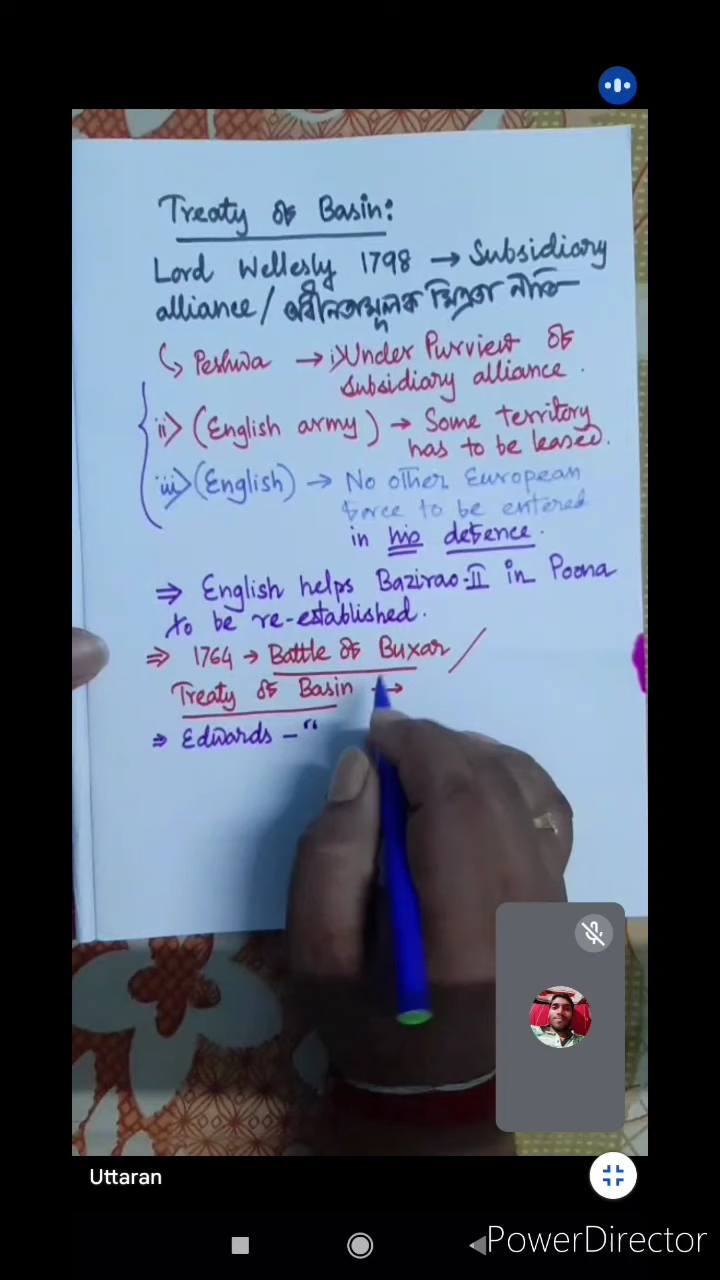 Treaty of Basin:
Lord Wellesly 1798 → Subsidiary
alliance / অধীনতামূলক মিত্রতা নীতি
↳ Peshwa → i) Under Purview of
Subsidiary alliance.
ii> (English army) → Some territory
has to be leased.
iii> (English) → No other European
force to be entered
in his defence.
⇒ English helps Bazirao-II in Poona
to be re-established.
⇒ 1764 → Battle of Buxar /
Treaty of Basin →
⇒ Edwards - "
Uttaran
PowerDirector